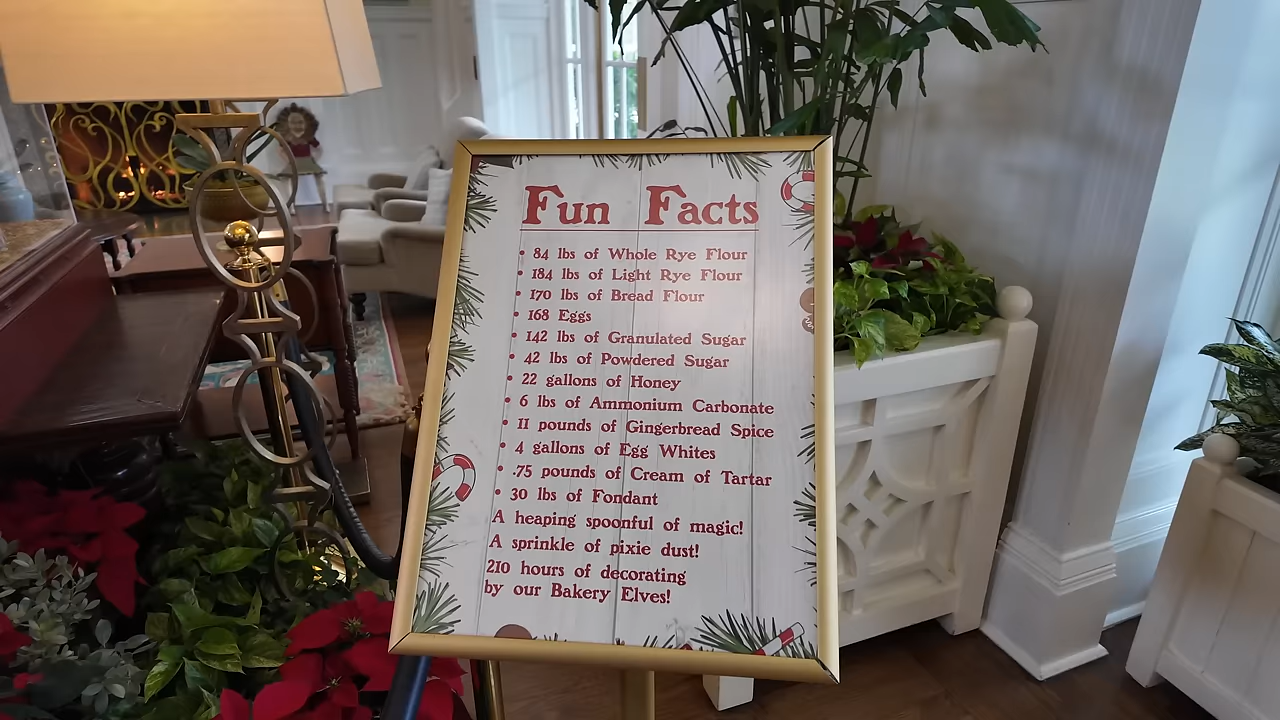 Fun Facts
• 84 lbs of Whole Rye Flour
• 184 lbs of Light Rye Flour
• 170 lbs of Bread Flour
• 168 Eggs
• 142 lbs of Granulated Sugar
• 42 lbs of Powdered Sugar
• 22 gallons of Honey
• 6 lbs of Ammonium Carbonate
• 11 pounds of Gingerbread Spice
• 4 gallons of Egg Whites
• .75 pounds of Cream of Tartar
• 30 lbs of Fondant
A heaping spoonful of magic!
A sprinkle of pixie dust!
210 hours of decorating
by our Bakery Elves!